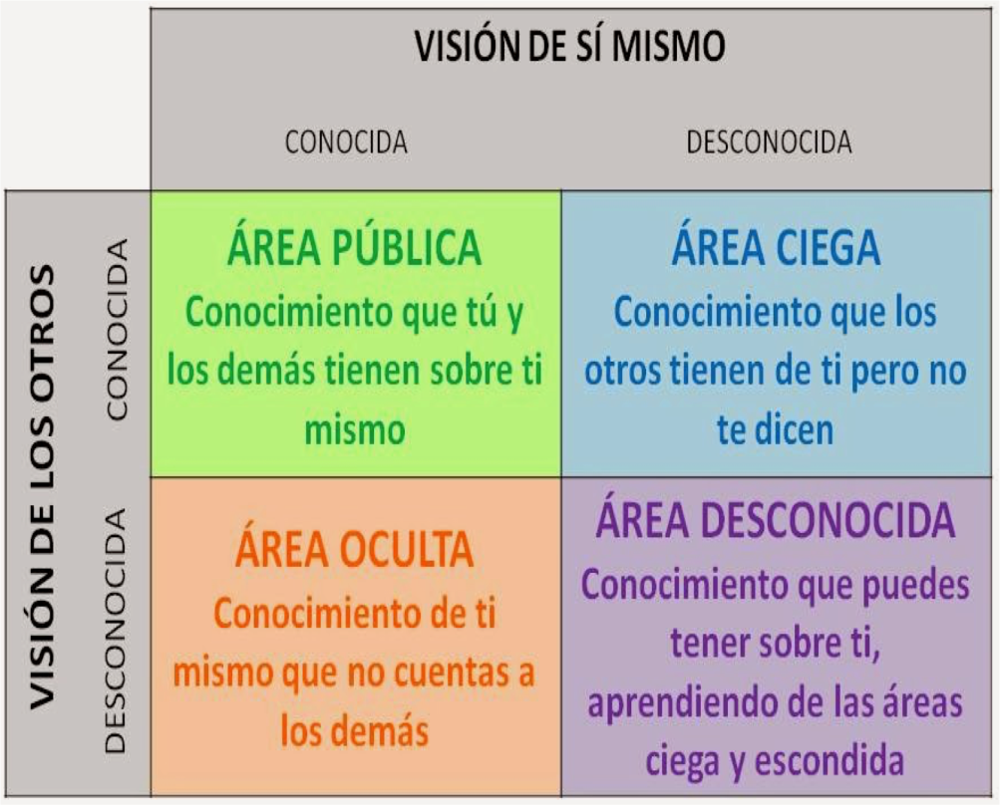 VISIÓN DE SÍ MISMO
CONOCIDA
DESCONOCIDA
VISIÓN DE LOS OTROS
CONOCIDA
ÁREA PÚBLICA
Conocimiento que tú y
los demás tienen sobre ti
mismo
ÁREA CIEGA
Conocimiento que los
otros tienen de ti pero no
te dicen
DESCONOCIDA
ÁREA OCULTA
Conocimiento de ti
mismo que no cuentas a
los demás
ÁREA DESCONOCIDA
Conocimiento que puedes
tener sobre ti,
aprendiendo de las áreas
ciega y escondida